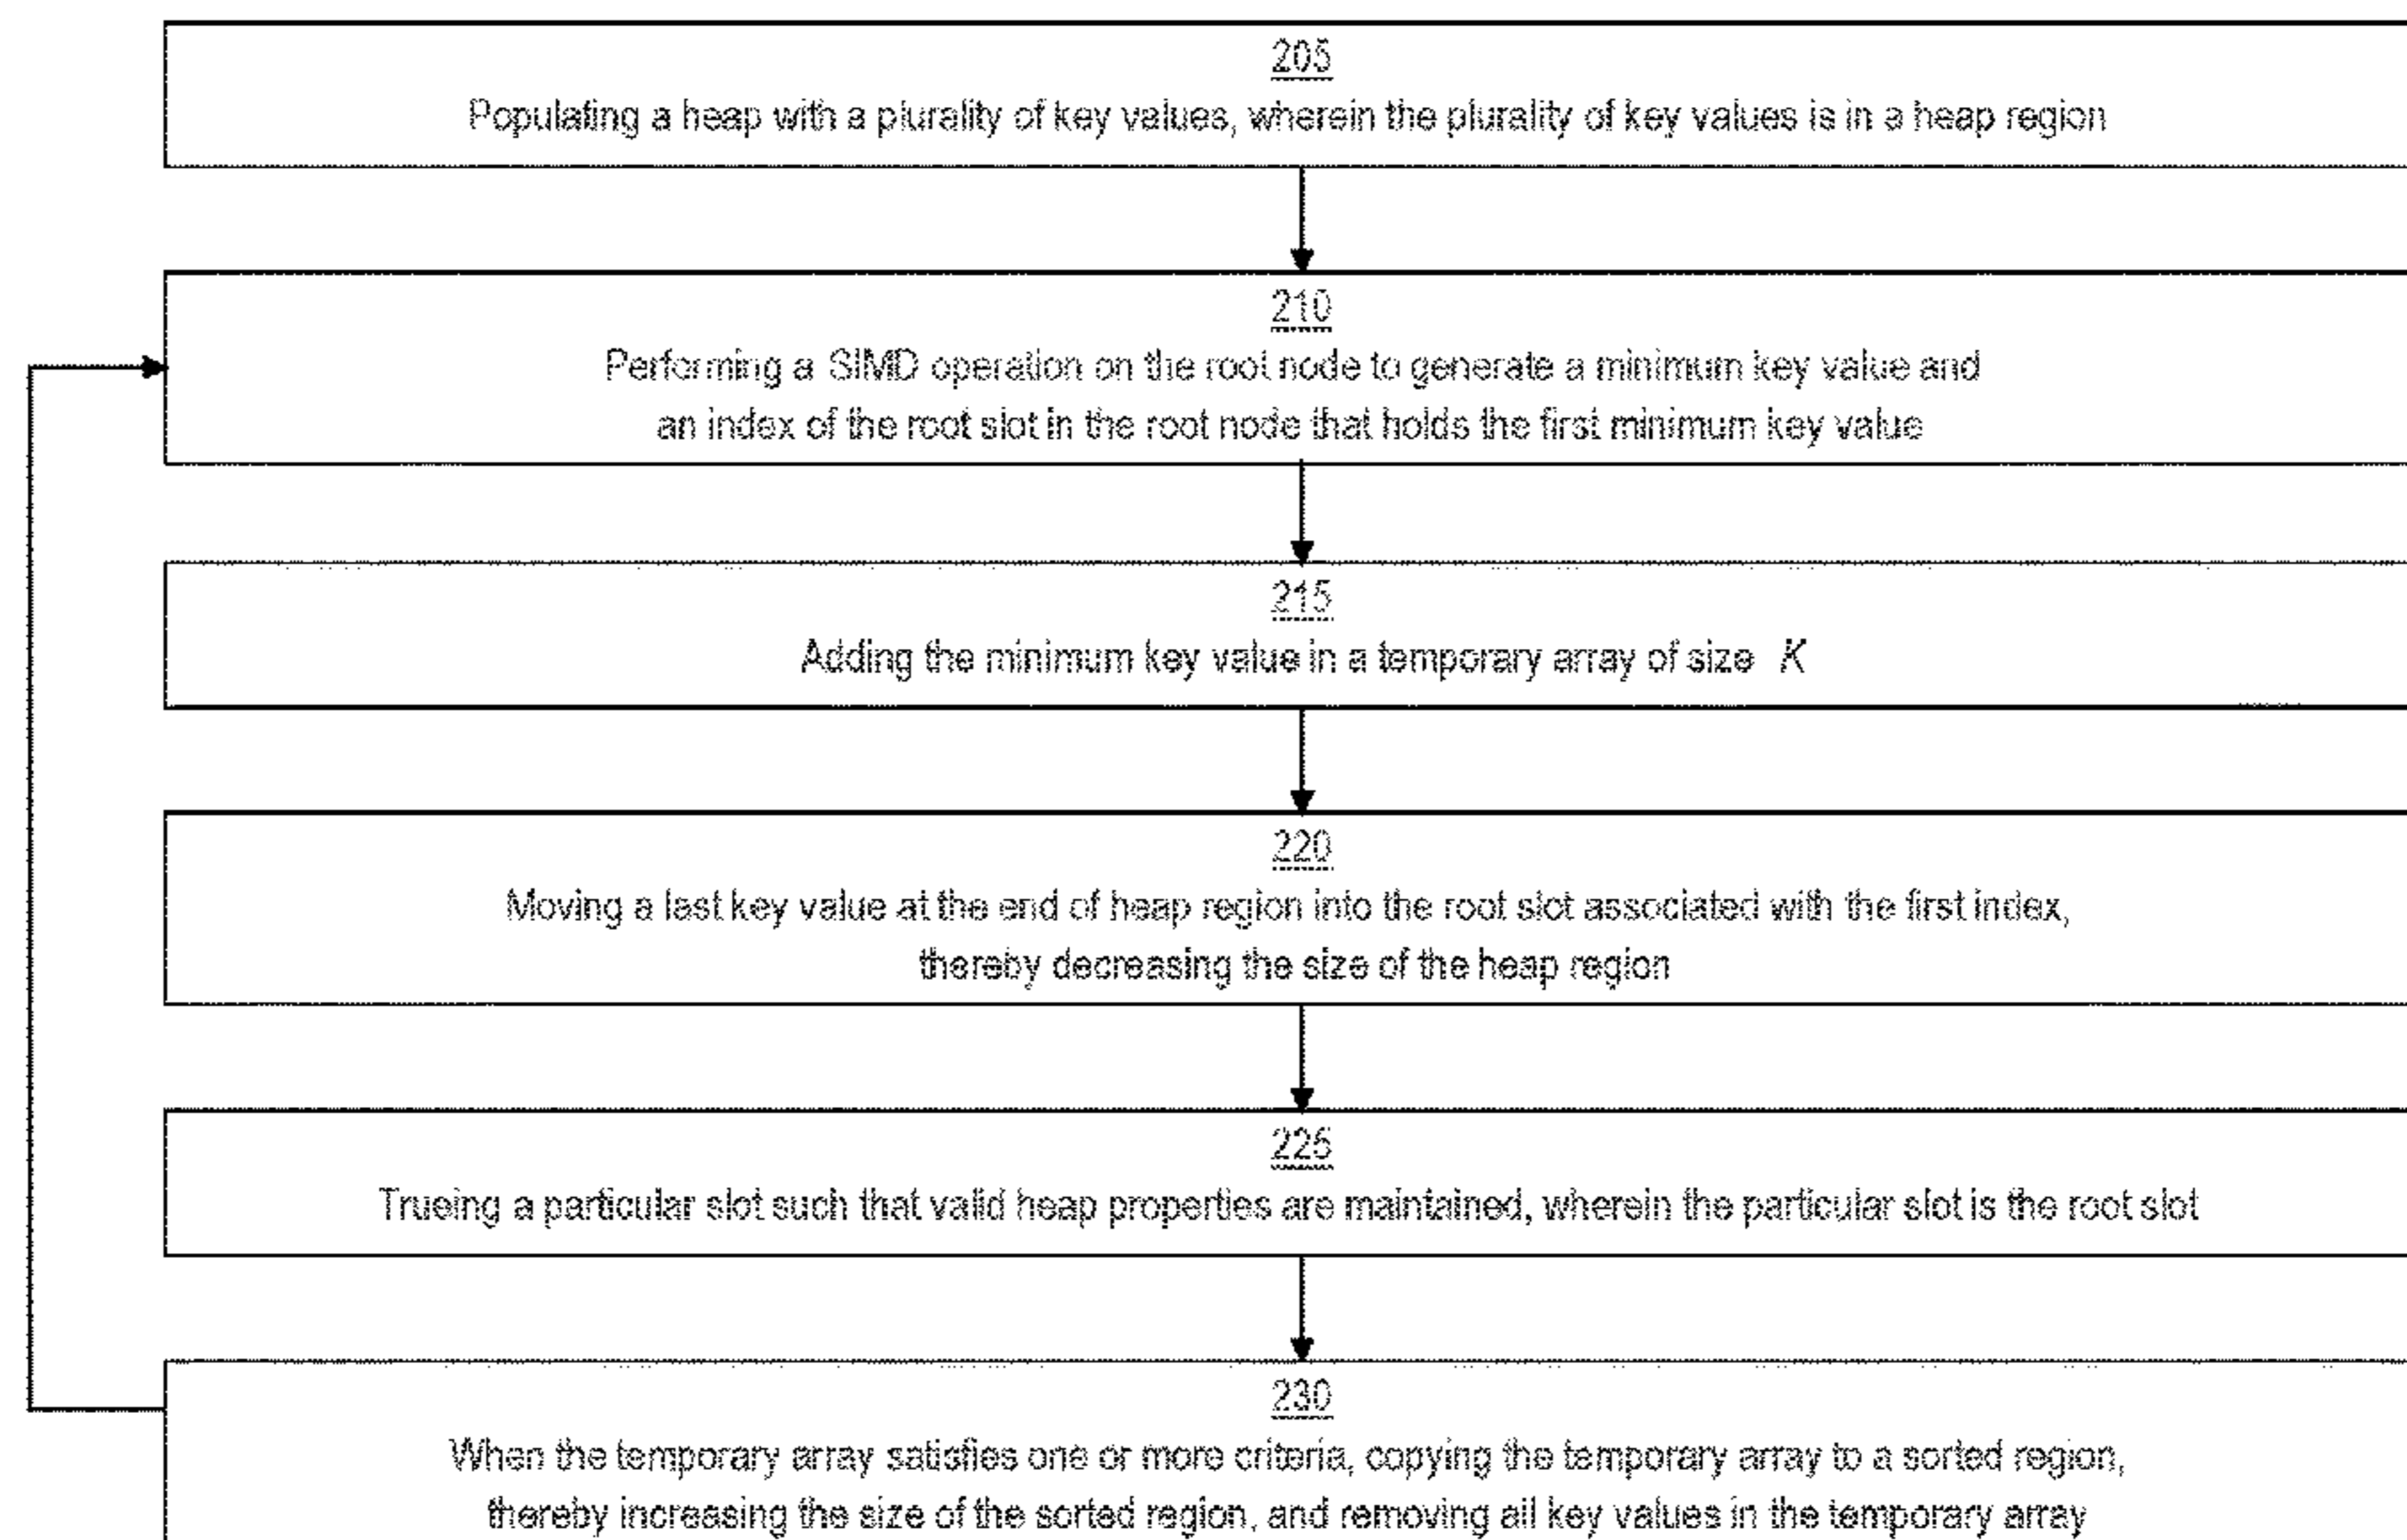 205
Populating a heap with a plurality of key values, wherein the plurality of key values is in a heap region
210
Performing a SIMD operation on the root node to generate a minimum key value and
an index of the root slot in the root node that holds the first minimum key value
215
Adding the minimum key value in a temporary array of size K
220
Moving a last key value at the end of heap region into the root slot associated with the first index,
thereby decreasing the size of the heap region
225
Trueing a particular slot such that valid heap properties are maintained, wherein the particular slot is the root slot
230
When the temporary array satisfies one or more criteria, copying the temporary array to a sorted region,
thereby increasing the size of the sorted region, and removing all key values in the temporary array